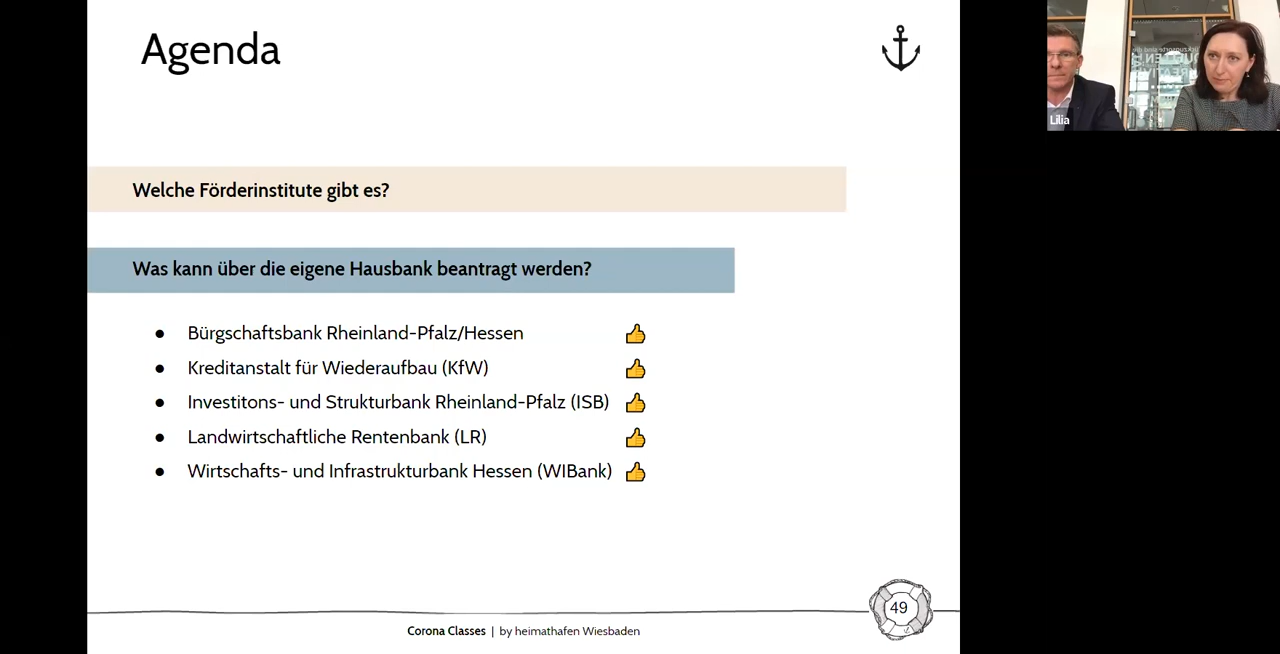 Agenda
Welche Förderinstitute gibt es?
Was kann über die eigene Hausbank beantragt werden?
● Bürgschaftsbank Rheinland-Pfalz/Hessen
● Kreditanstalt für Wiederaufbau (KfW)
● Investitons- und Strukturbank Rheinland-Pfalz (ISB)
● Landwirtschaftliche Rentenbank (LR)
● Wirtschafts- und Infrastrukturbank Hessen (WIBank)
49
Corona Classes | by heimathafen Wiesbaden
Lilia